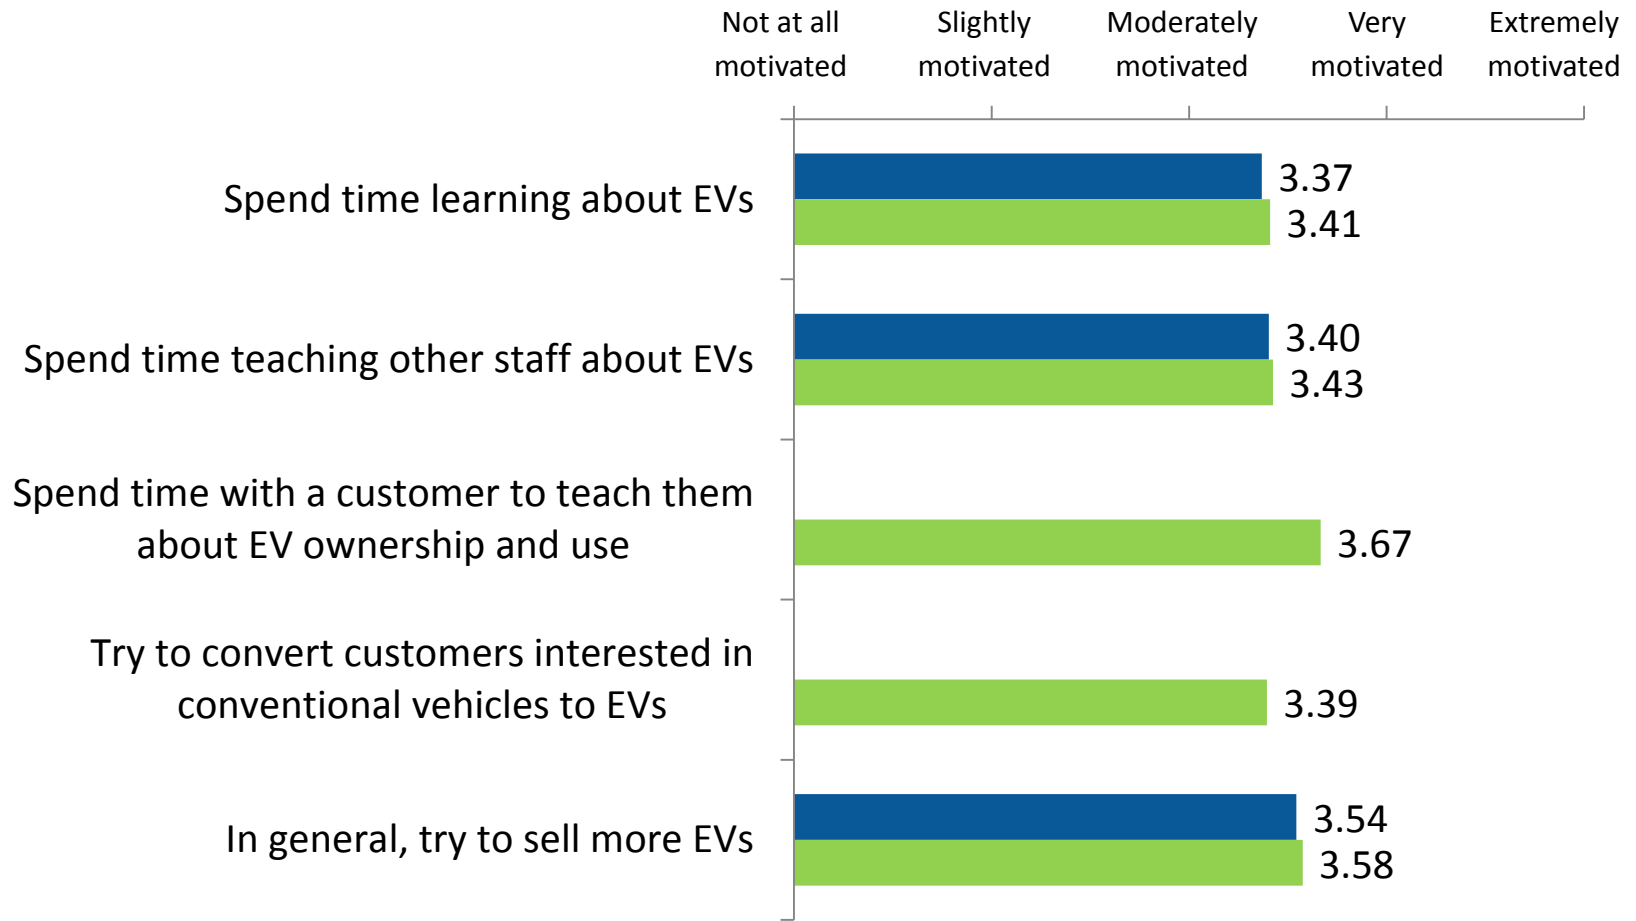 Not at all
motivated
Slightly
motivated
Moderately
motivated
Very
motivated
Extremely
motivated
Spend time learning about EVs
3.37
3.41
Spend time teaching other staff about EVs
3.40
3.43
Spend time with a customer to teach them
about EV ownership and use
3.67
Try to convert customers interested in
conventional vehicles to EVs
3.39
In general, try to sell more EVs
3.54
3.58